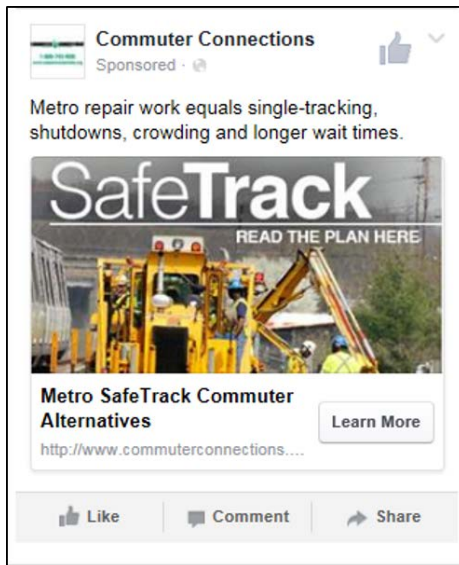 Commuter Connections
Sponsored ·
Metro repair work equals single-tracking,
shutdowns, crowding and longer wait times.
SafeTrack
READ THE PLAN HERE
Metro SafeTrack Commuter
Alternatives
Learn More
http://www.commuterconnections....
Like Comment Share